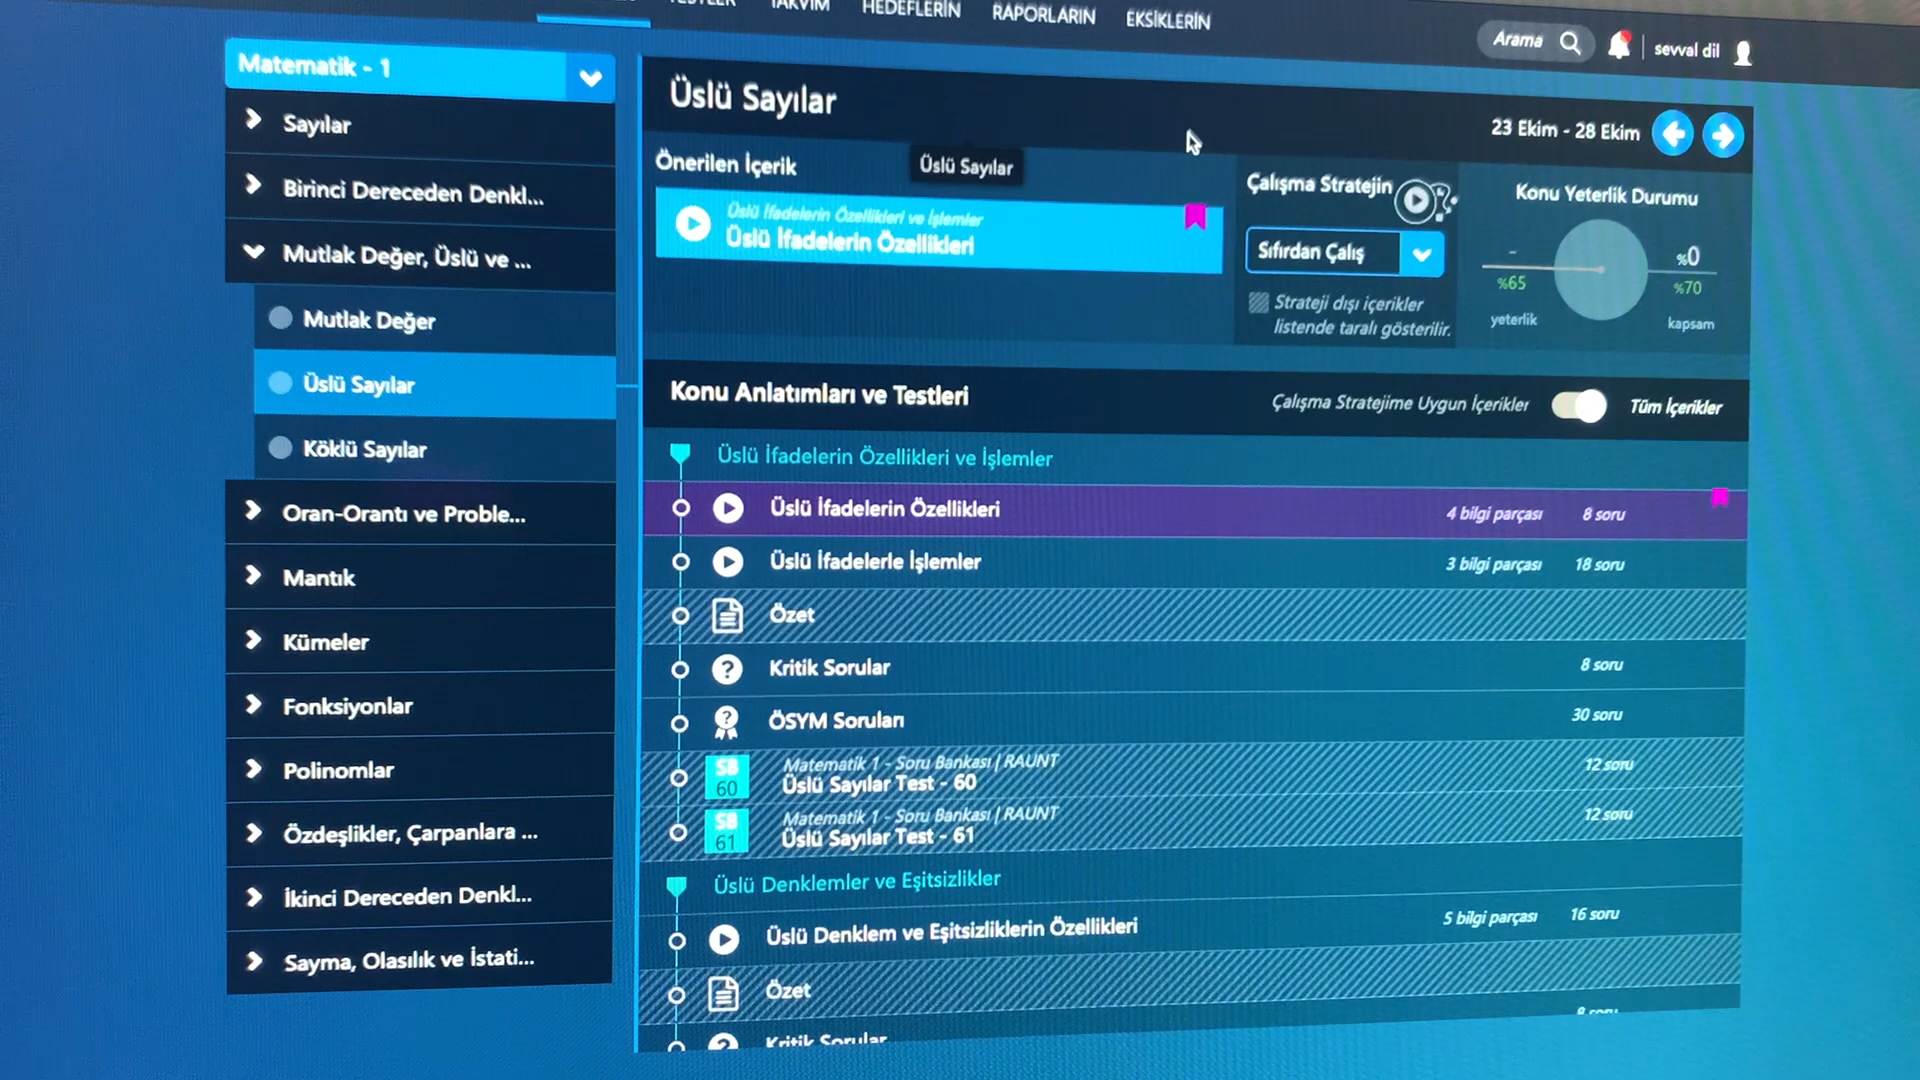 TESTLER
TAKVİM
HEDEFLERİN
RAPORLARIN
EKSİKLERİN
Arama
sevval dil
Matematik - 1
Sayılar
Birinci Dereceden Denkl...
Mutlak Değer, Üslü ve ...
Mutlak Değer
Üslü Sayılar
Köklü Sayılar
Oran-Orantı ve Proble...
Mantık
Kümeler
Fonksiyonlar
Polinomlar
Özdeşlikler, Çarpanlara ...
İkinci Dereceden Denkl...
Sayma, Olasılık ve İstati...
Üslü Sayılar
23 Ekim - 28 Ekim
Önerilen İçerik
Üslü Sayılar
Üslü İfadelerin Özellikleri ve İşlemler
Üslü İfadelerin Özellikleri
Çalışma Stratejin
Sıfırdan Çalış
Strateji dışı içerikler
listende taralı gösterilir.
Konu Yeterlik Durumu
-
%65
yeterlik
%0
%70
kapsam
Konu Anlatımları ve Testleri
Çalışma Stratejime Uygun İçerikler
Tüm İçerikler
Üslü İfadelerin Özellikleri ve İşlemler
Üslü İfadelerin Özellikleri 4 bilgi parçası 8 soru
Üslü İfadelerle İşlemler 3 bilgi parçası 18 soru
Özet
Kritik Sorular 8 soru
ÖSYM Soruları 30 soru
SB
60
Matematik 1 - Soru Bankası | RAUNT
Üslü Sayılar Test - 60
12 soru
SB
61
Matematik 1 - Soru Bankası | RAUNT
Üslü Sayılar Test - 61
12 soru
Üslü Denklemler ve Eşitsizlikler
Üslü Denklem ve Eşitsizliklerin Özellikleri 5 bilgi parçası 16 soru
Özet
Kritik Sorular 8 soru